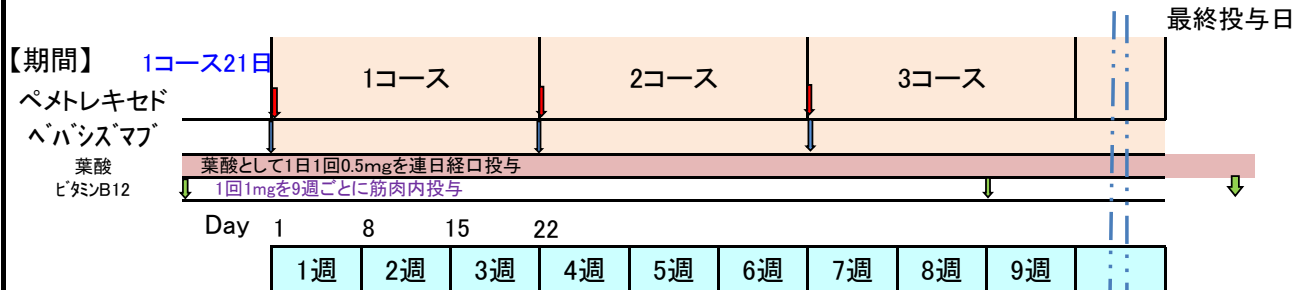 最終投与日
【期間】 1コース21日
1コース 2コース 3コース
ペメトレキセド
ベバシズマブ
葉酸 葉酸として1日1回0.5mgを連日経口投与
ビタミンB12 1回1mgを9週ごとに筋肉内投与
Day 1 8 15 22
1週 2週 3週 4週 5週 6週 7週 8週 9週